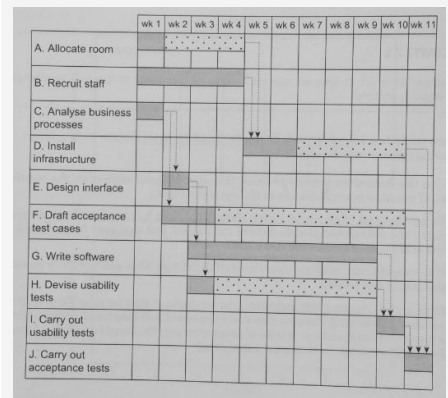 wk 1 wk 2 wk 3 wk 4 wk 5 wk 6 wk 7 wk 8 wk 9 wk 10 wk 11
A. Allocate room
B. Recruit staff
C. Analyse business
processes
D. Install
infrastructure
E. Design interface
F. Draft acceptance
test cases
G. Write software
H. Devise usability
tests
I. Carry out
usability tests
J. Carry out
acceptance tests